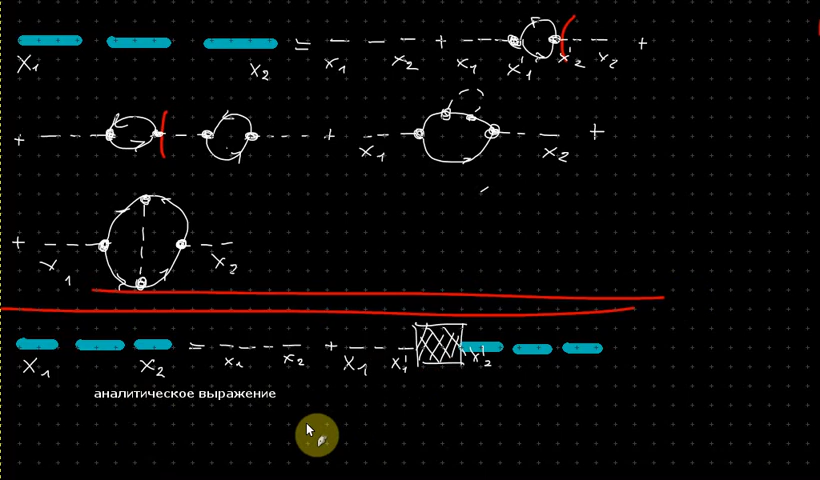 = x₁ x₂ + x₁ x₁' x₂' x₂ +
X₁ x₂
+ + x₁ x₂ +
+ x₁ x₂
X₁ X₂ = x₁ x₂ + X₁ X₁' X₂'
аналитическое выражение